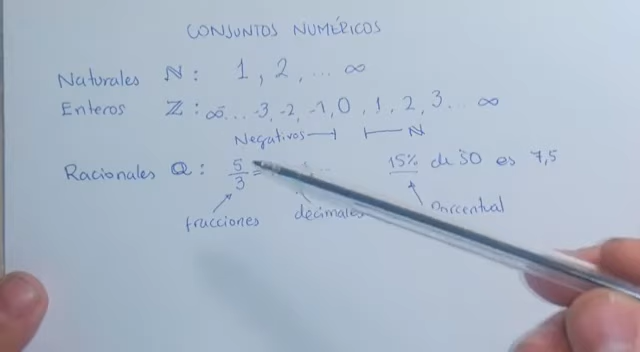 CONJUNTOS NUMÉRICOS
Naturales ℕ: 1, 2, ... ∞
Enteros ℤ: ∞ ... -3, -2, -1, 0, 1, 2, 3... ∞
Negativos ℕ
Racionales ℚ: 5/3 = ... 15% de 50 es 7,5
fracciones decimales Porcentual